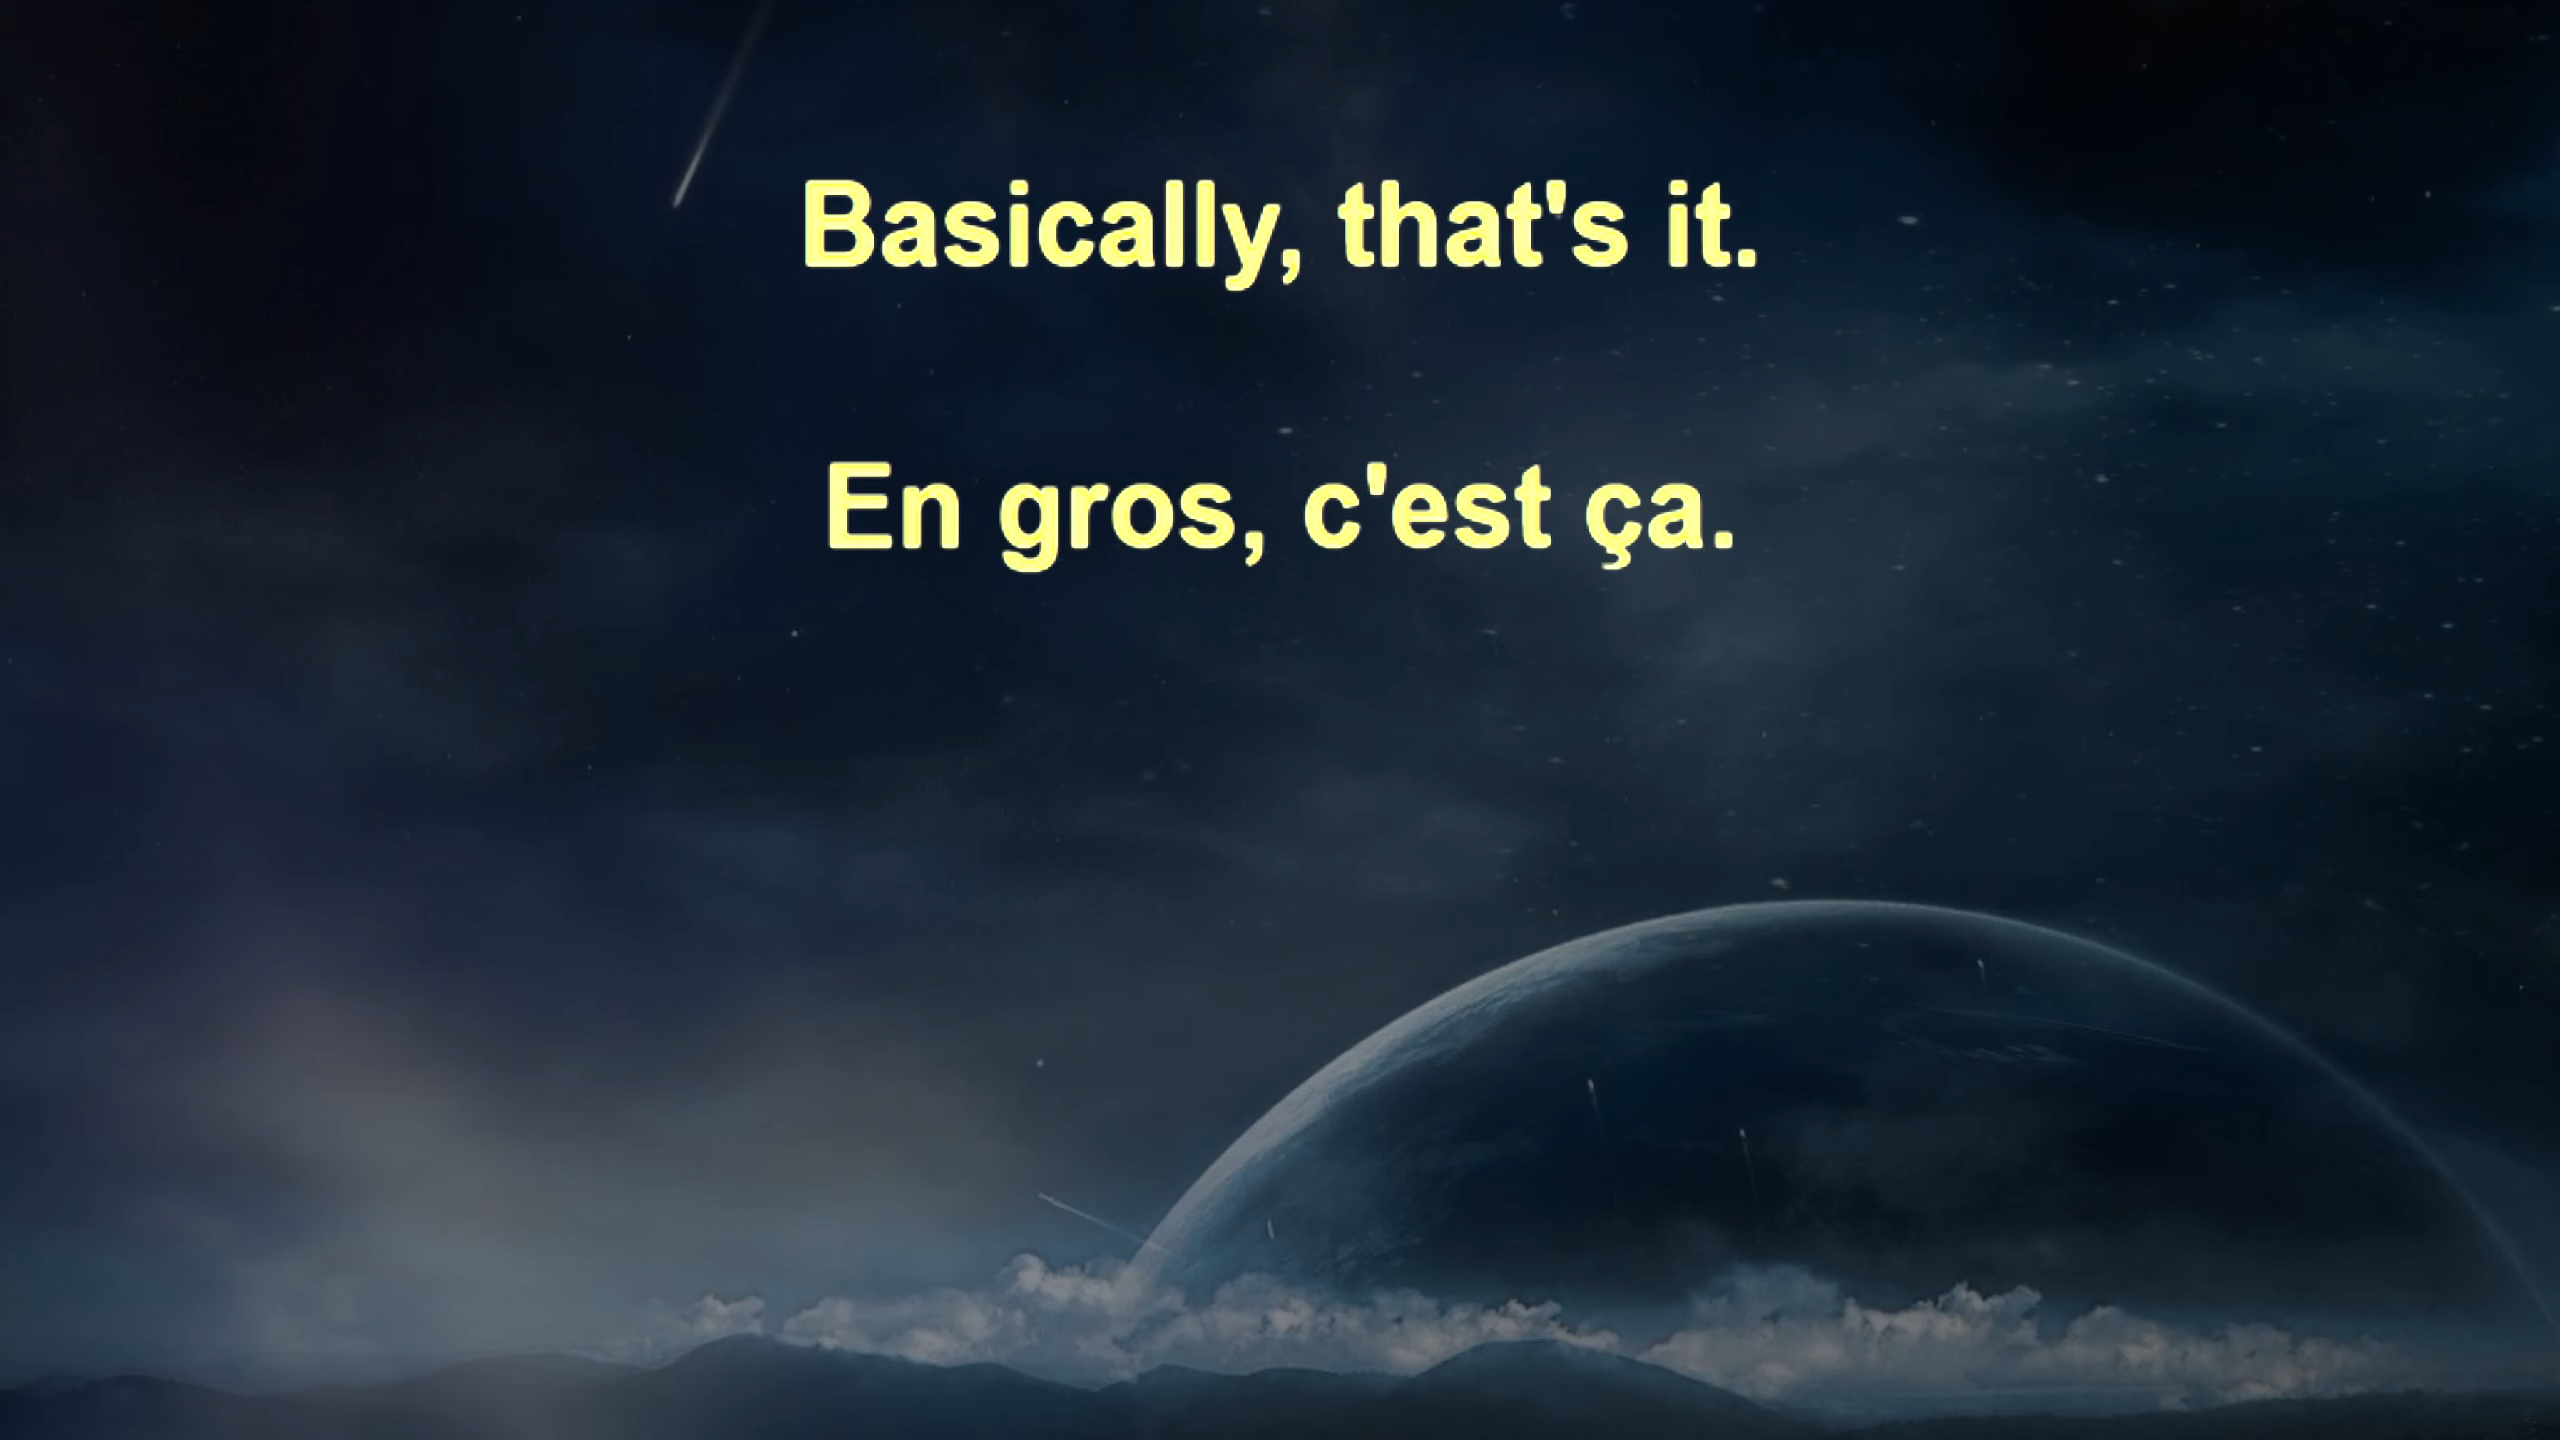 Basically, that's it.
En gros, c'est ça.